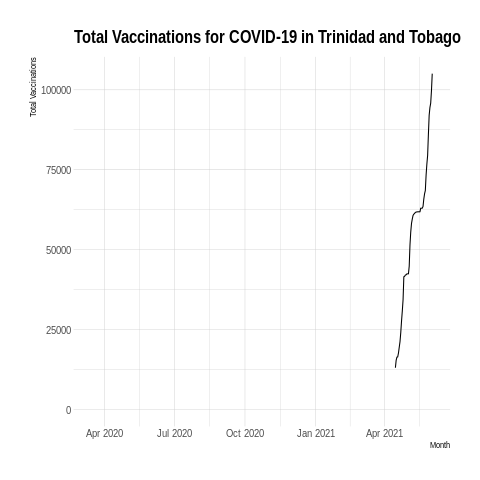 Total Vaccinations for COVID-19 in Trinidad and Tobago
Total Vaccinations
100000
75000
50000
25000
0
Apr 2020 Jul 2020 Oct 2020 Jan 2021 Apr 2021
Month